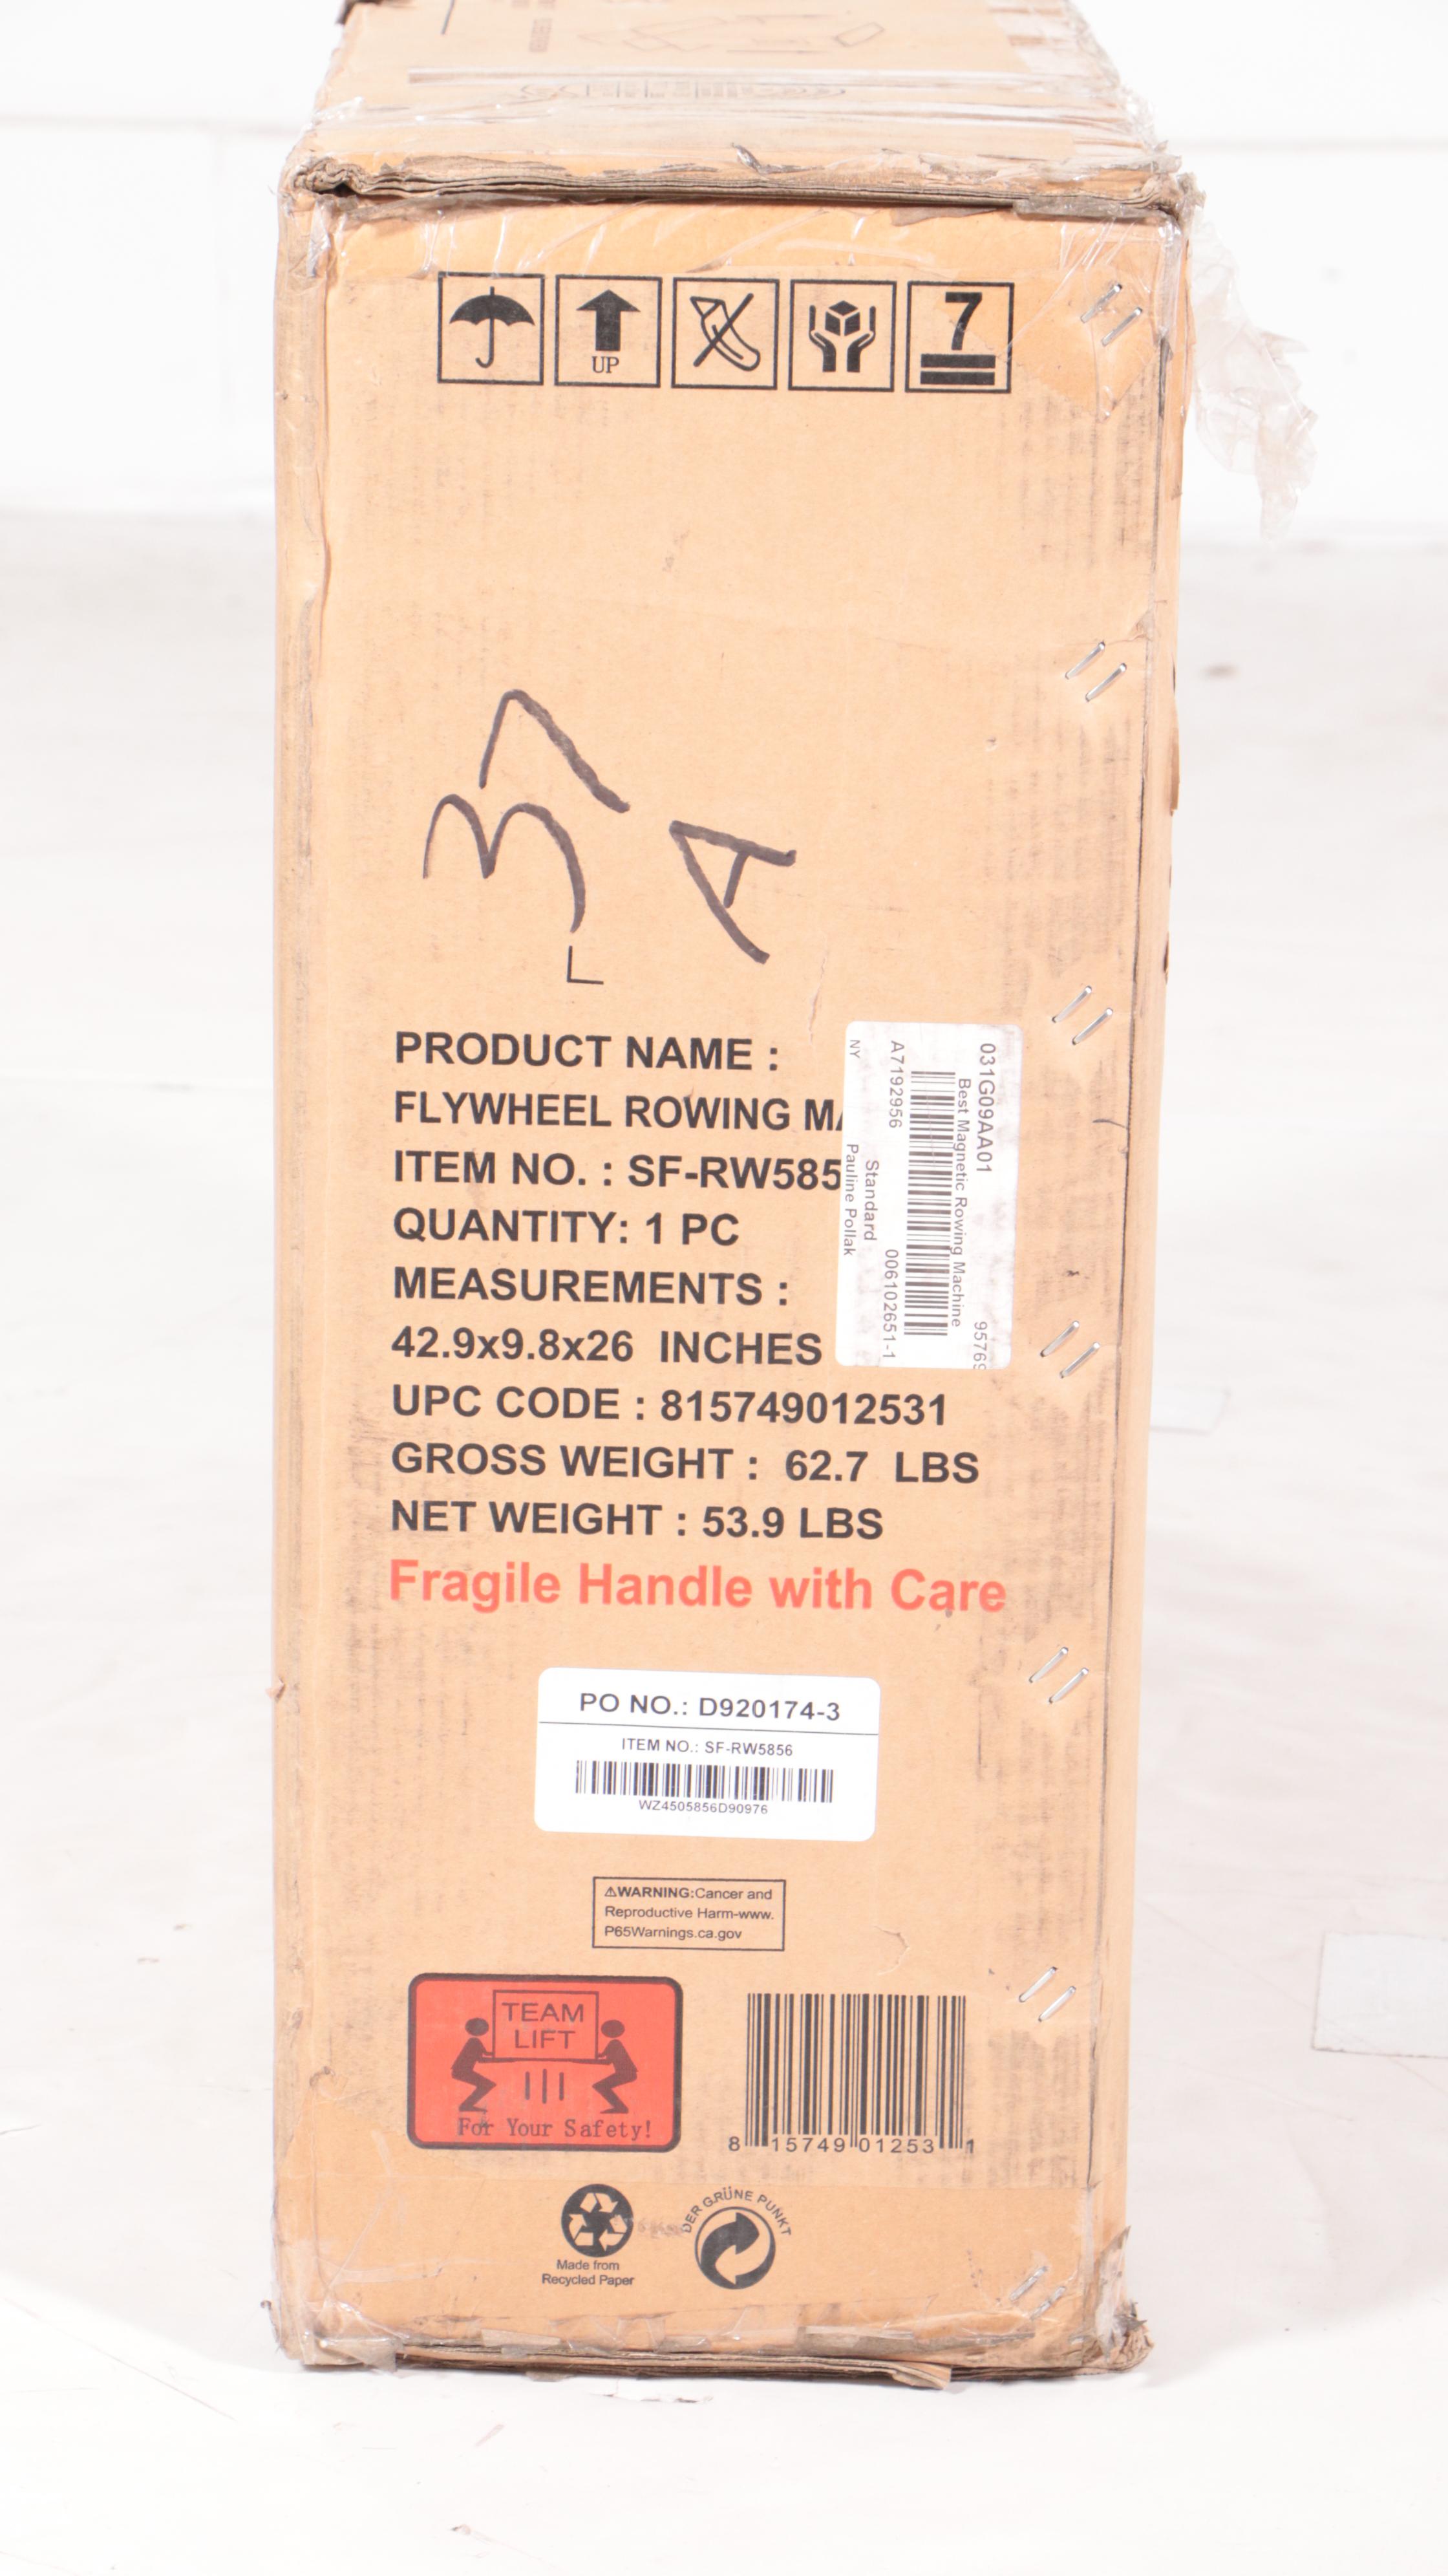 UP
7
37
A
PRODUCT NAME :
FLYWHEEL ROWING MA
ITEM NO. : SF-RW585
QUANTITY: 1 PC
MEASUREMENTS :
42.9x9.8x26 INCHES
UPC CODE : 815749012531
GROSS WEIGHT : 62.7 LBS
NET WEIGHT : 53.9 LBS
Fragile Handle with Care
031G09AA01 95769
Best Magnetic Rowing Machine
A7192956 006102651-1
Standard
NY Pauline Pollak
PO NO.: D920174-3
ITEM NO.: SF-RW5856
WZ4505856D90976
⚠WARNING:Cancer and
Reproductive Harm-www.
P65Warnings.ca.gov
TEAM
LIFT
For Your Safety!
8 15749 01253 1
Made from
Recycled Paper
DER GRÜNE PUNKT